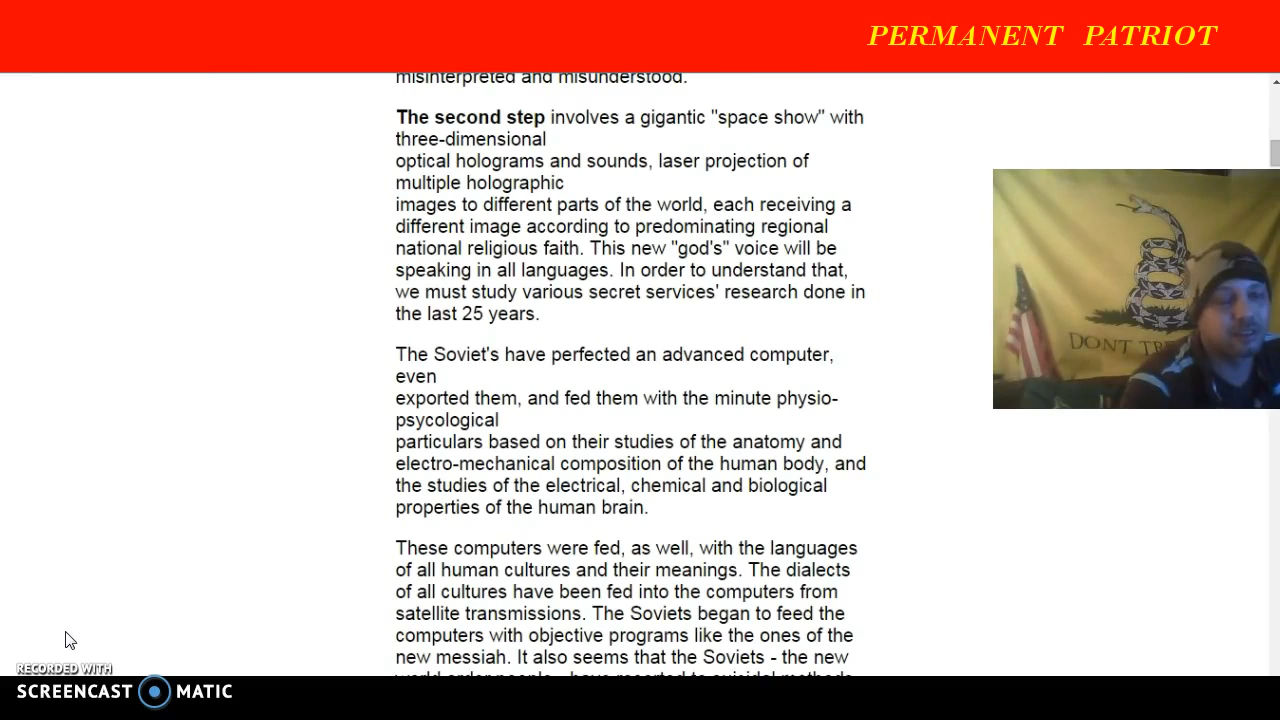 PERMANENT PATRIOT
misinterpreted and misunderstood.
The second step involves a gigantic "space show" with
three-dimensional
optical holograms and sounds, laser projection of
multiple holographic
images to different parts of the world, each receiving a
different image according to predominating regional
national religious faith. This new "god's" voice will be
speaking in all languages. In order to understand that,
we must study various secret services' research done in
the last 25 years.
The Soviet's have perfected an advanced computer,
even
exported them, and fed them with the minute physio-
psycological
particulars based on their studies of the anatomy and
electro-mechanical composition of the human body, and
the studies of the electrical, chemical and biological
properties of the human brain.
These computers were fed, as well, with the languages
of all human cultures and their meanings. The dialects
of all cultures have been fed into the computers from
satellite transmissions. The Soviets began to feed the
computers with objective programs like the ones of the
new messiah. It also seems that the Soviets - the new
world order people - have resorted to suicidal methods
DONT
RECORDED WITH
SCREENCAST MATIC